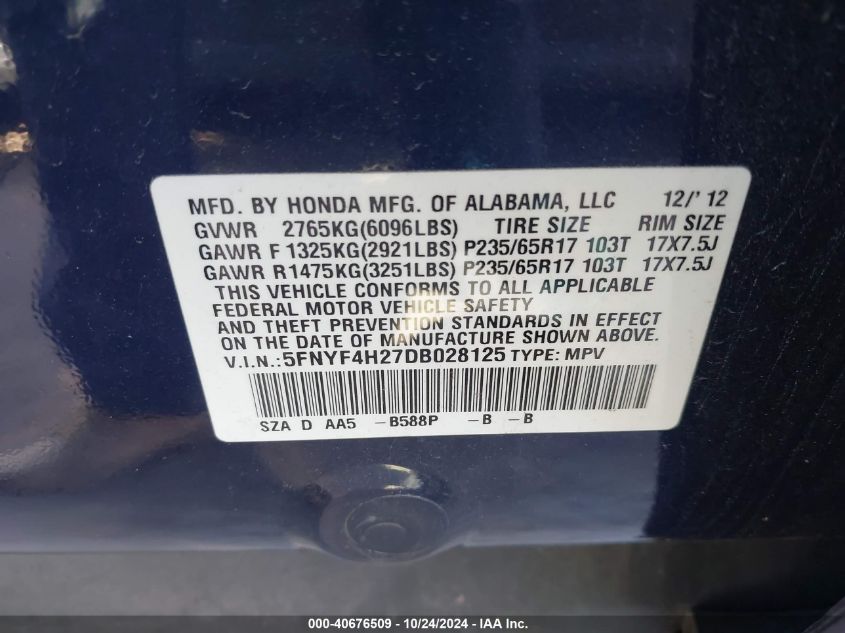 MFD. BY HONDA MFG. OF ALABAMA, LLC 12/' 12
GVWR 2765KG(6096LBS) TIRE SIZE RIM SIZE
GAWR F 1325KG(2921LBS) P235/65R17 103T 17X7.5J
GAWR R1475KG(3251LBS) P235/65R17 103T 17X7.5J
THIS VEHICLE CONFORMS TO ALL APPLICABLE
FEDERAL MOTOR VEHICLE SAFETY
AND THEFT PREVENTION STANDARDS IN EFFECT
ON THE DATE OF MANUFACTURE SHOWN ABOVE.
V.I.N.:5FNYF4H27DB028125 TYPE: MPV
SZA D AA5 -B588P -B -B
000-40676509 - 10/24/2024 - IAA Inc.